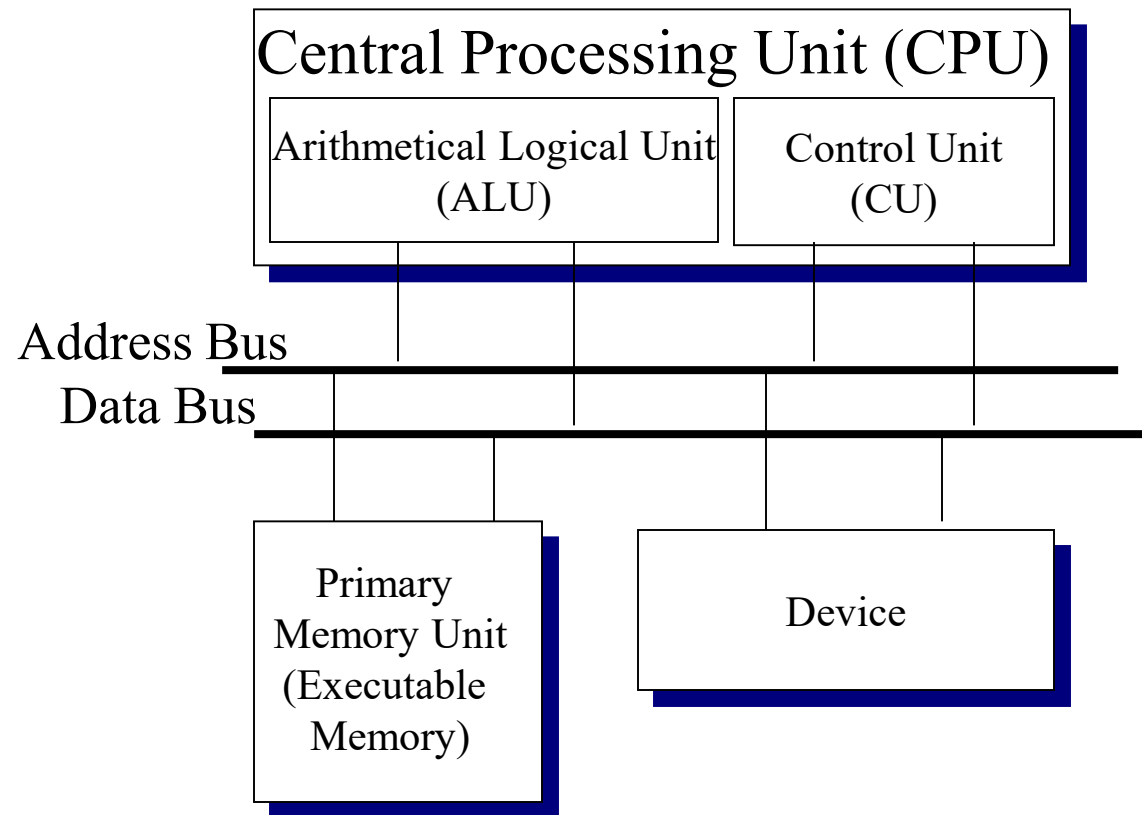 Central Processing Unit (CPU)
Arithmetical Logical Unit
(ALU)
Control Unit
(CU)
Address Bus
Data Bus
Primary
Memory Unit
(Executable
Memory)
Device